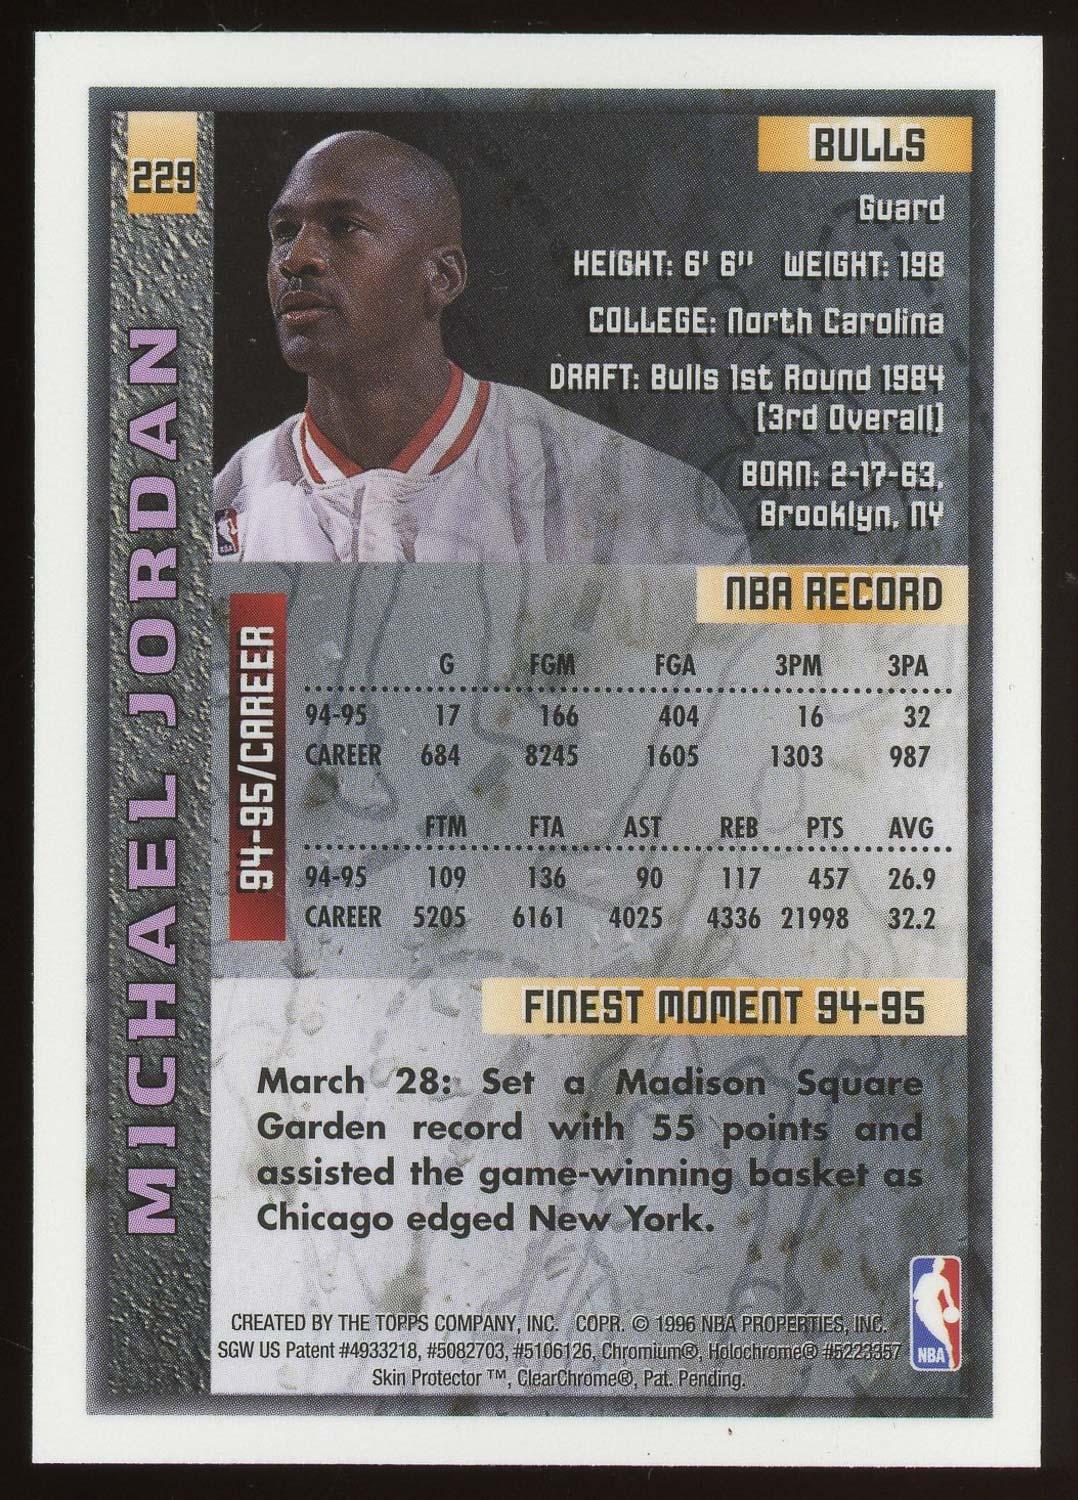 229
MICHAEL JORDAN
BULLS
Guard
HEIGHT: 6' 6" WEIGHT: 198
COLLEGE: North Carolina
DRAFT: Bulls 1st Round 1984
(3rd Overall)
BORN: 2-17-63,
Brooklyn, NY
NBA
NBA RECORD
94-95/CAREER
G FGM FGA 3PM 3PA
94-95 17 166 404 16 32
CAREER 684 8245 1605 1303 987
FTM FTA AST REB PTS AVG
94-95 109 136 90 117 457 26.9
CAREER 5205 6161 4025 4336 21998 32.2
FINEST MOMENT 94-95
March 28: Set a Madison Square
Garden record with 55 points and
assisted the game-winning basket as
Chicago edged New York.
CREATED BY THE TOPPS COMPANY, INC. COPR. © 1996 NBA PROPERTIES, INC.
SGW US Patent #4933218, #5082703, #5106126, Chromium®, Holochrome® #5223357
Skin Protector ™, ClearChrome®, Pat. Pending.
NBA